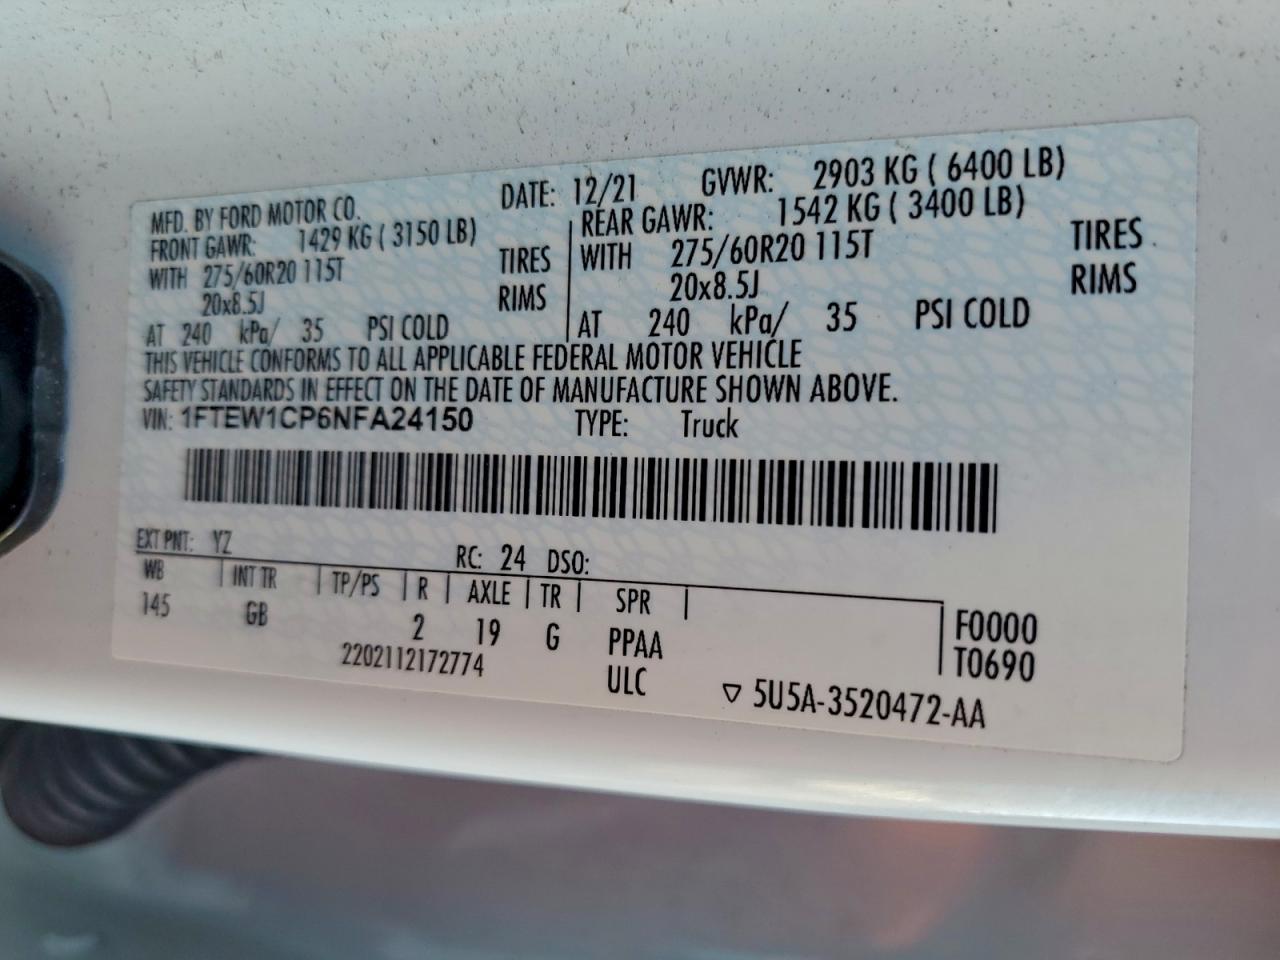 MFD. BY FORD MOTOR CO. DATE: 12/21 GVWR: 2903 KG ( 6400 LB)
FRONT GAWR: 1429 KG ( 3150 LB) REAR GAWR: 1542 KG ( 3400 LB)
WITH 275/60R20 115T TIRES WITH 275/60R20 115T TIRES
20x8.5J RIMS 20x8.5J RIMS
AT 240 kPa/ 35 PSI COLD AT 240 kPa/ 35 PSI COLD
THIS VEHICLE CONFORMS TO ALL APPLICABLE FEDERAL MOTOR VEHICLE
SAFETY STANDARDS IN EFFECT ON THE DATE OF MANUFACTURE SHOWN ABOVE.
VIN: 1FTEW1CP6NFA24150 TYPE: Truck
EXT PNT: YZ RC: 24 DSO:
WB | INT TR | TP/PS | R | AXLE | TR | SPR | F0000
145 GB 2 19 G PPAA T0690
2202112172774 ULC ▽ 5U5A-3520472-AA